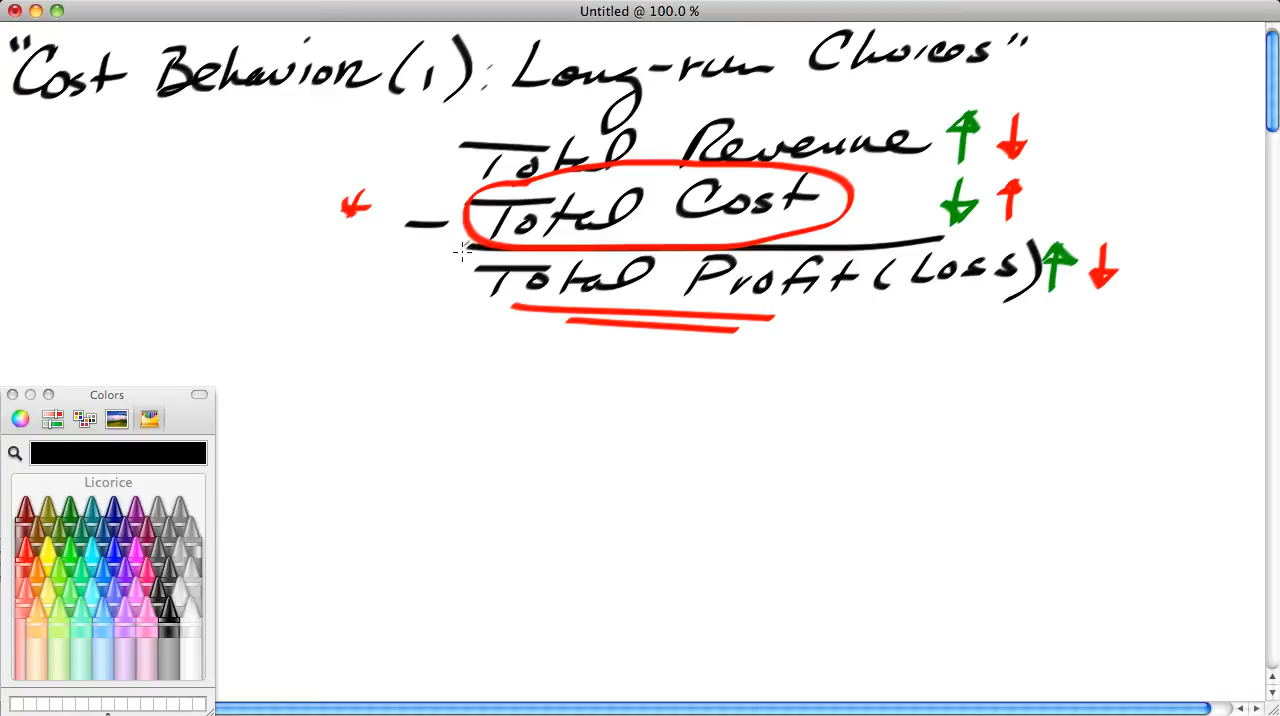 Untitled @ 100.0 %
"Cost Behavior (1): Long-run Choices"
Total Revenue ↑ ↓
- Total Cost ↓ ↑
Total Profit (Loss) ↑ ↓
Colors
Licorice